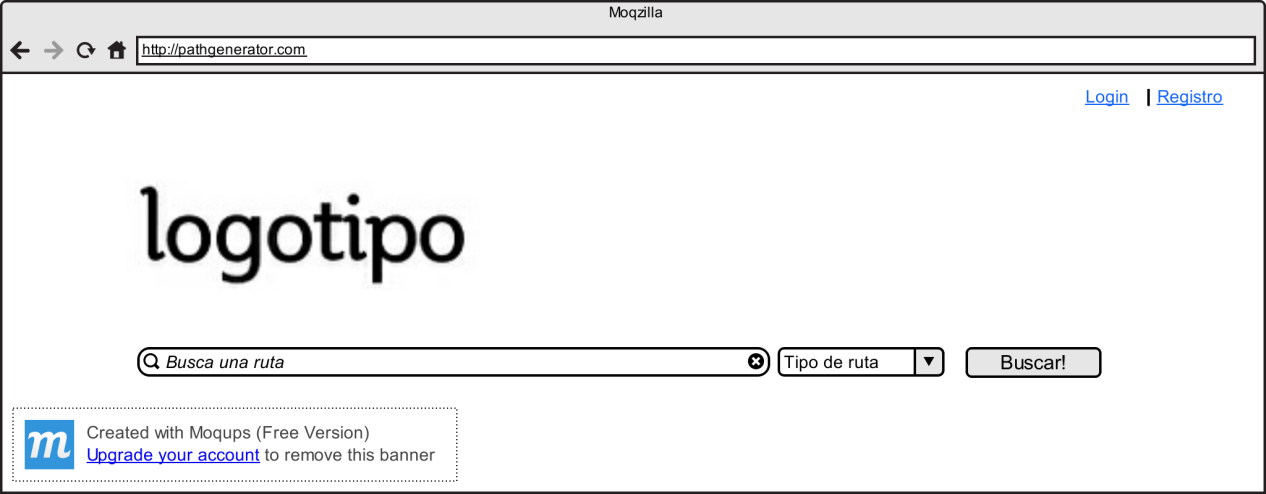 Moqzilla
http://pathgenerator.com
Login | Registro
logotipo
Busca una ruta
Tipo de ruta
Buscar!
m
Created with Moqups (Free Version)
Upgrade your account to remove this banner